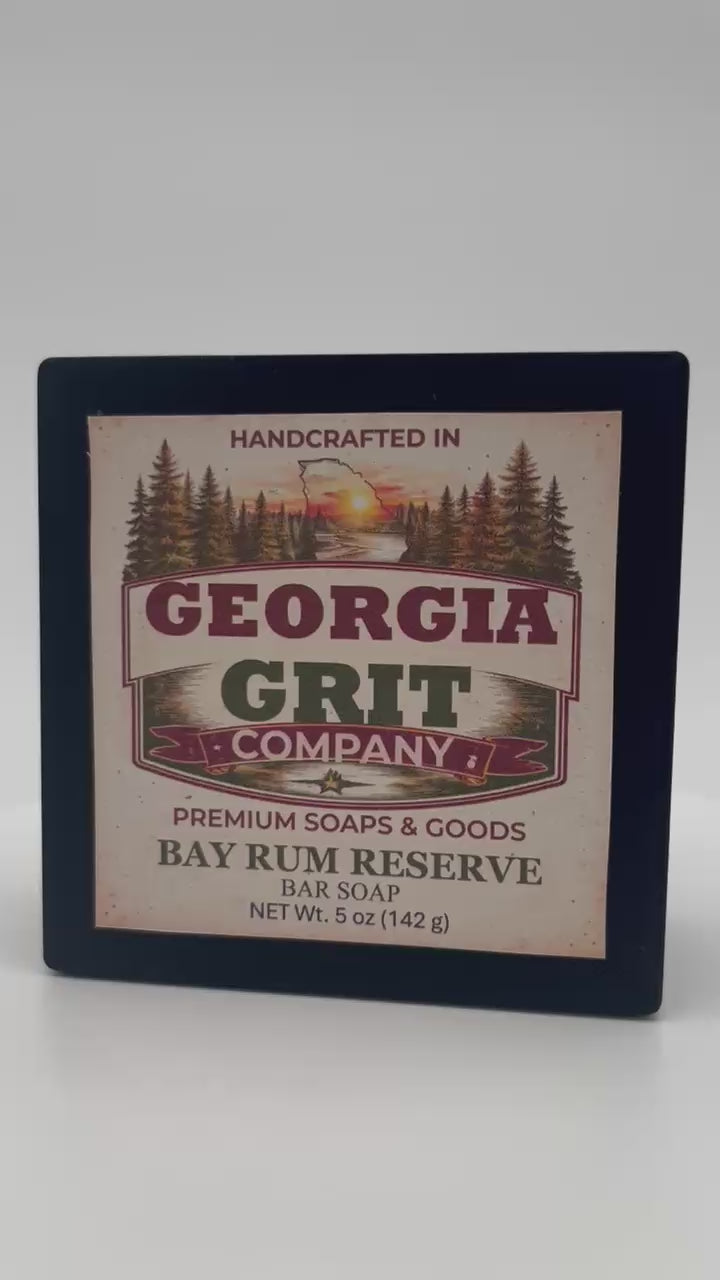 HANDCRAFTED IN
GEORGIA
GRIT
COMPANY
PREMIUM SOAPS & GOODS
BAY RUM RESERVE
BAR SOAP
NET Wt. 5 oz (142 g)